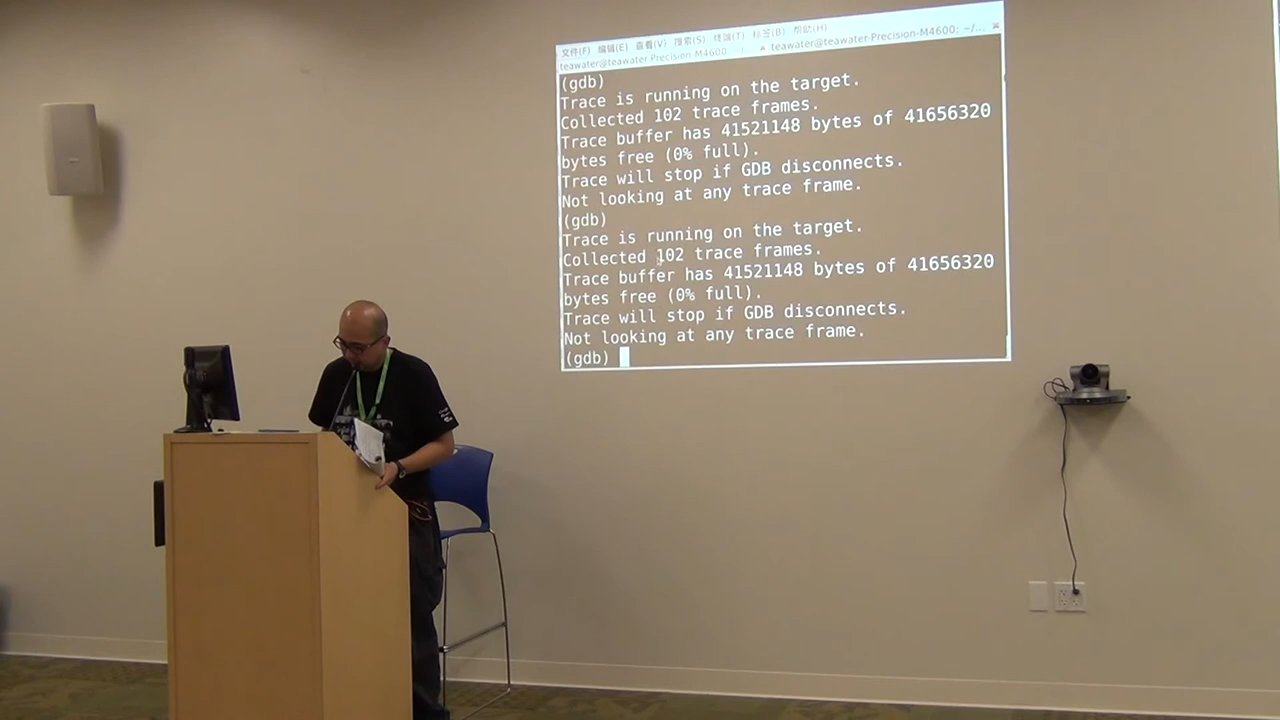 文件(F) 编辑(E) 查看(V) 搜索(S) 终端(T) 标签(B) 帮助(H)
teawater@teawater-Precision-M4600: ~/... × teawater@teawater-Precision-M4600: ~/... ×
(gdb)
Trace is running on the target.
Collected 102 trace frames.
Trace buffer has 41521148 bytes of 41656320
bytes free (0% full).
Trace will stop if GDB disconnects.
Not looking at any trace frame.
(gdb)
Trace is running on the target.
Collected 102 trace frames.
Trace buffer has 41521148 bytes of 41656320
bytes free (0% full).
Trace will stop if GDB disconnects.
Not looking at any trace frame.
(gdb)